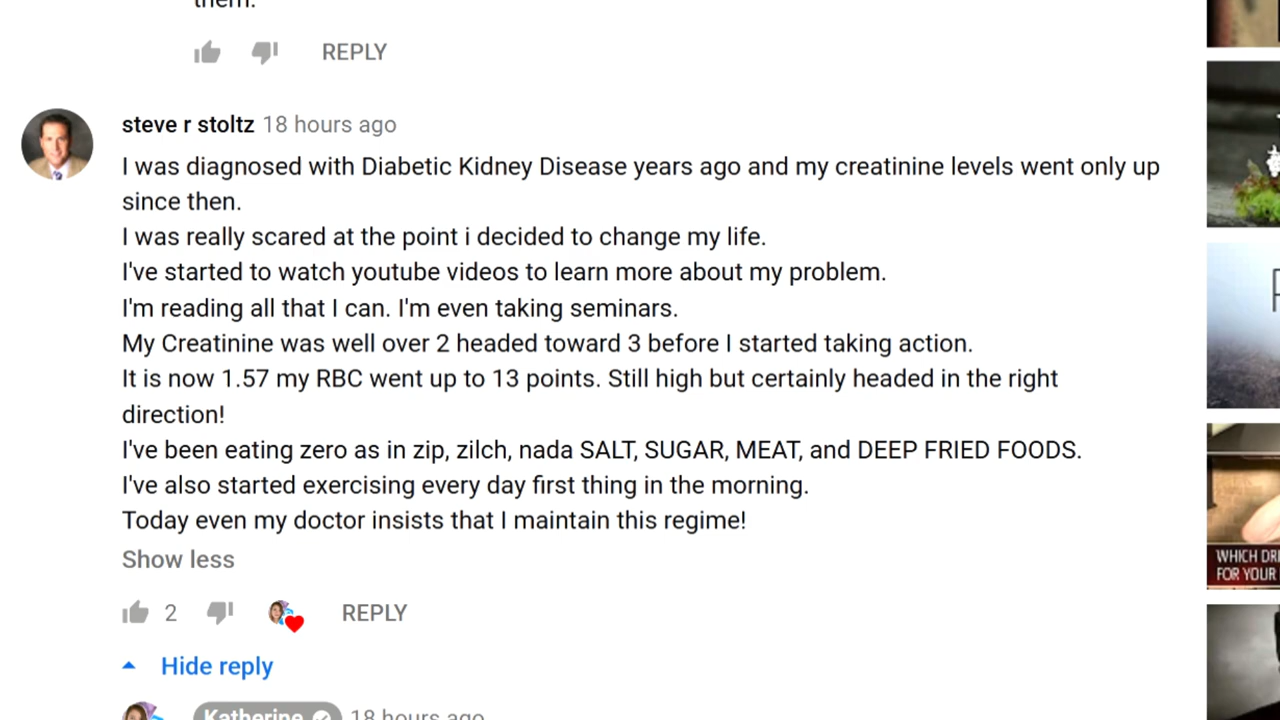 them.
REPLY
steve r stoltz 18 hours ago
I was diagnosed with Diabetic Kidney Disease years ago and my creatinine levels went only up
since then.
I was really scared at the point i decided to change my life.
I've started to watch youtube videos to learn more about my problem.
I'm reading all that I can. I'm even taking seminars.
My Creatinine was well over 2 headed toward 3 before I started taking action.
It is now 1.57 my RBC went up to 13 points. Still high but certainly headed in the right
direction!
I've been eating zero as in zip, zilch, nada SALT, SUGAR, MEAT, and DEEP FRIED FOODS.
I've also started exercising every day first thing in the morning.
Today even my doctor insists that I maintain this regime!
Show less
2 REPLY
Hide reply
Katherine 18 hours ago
WHICH
FOR YOUR